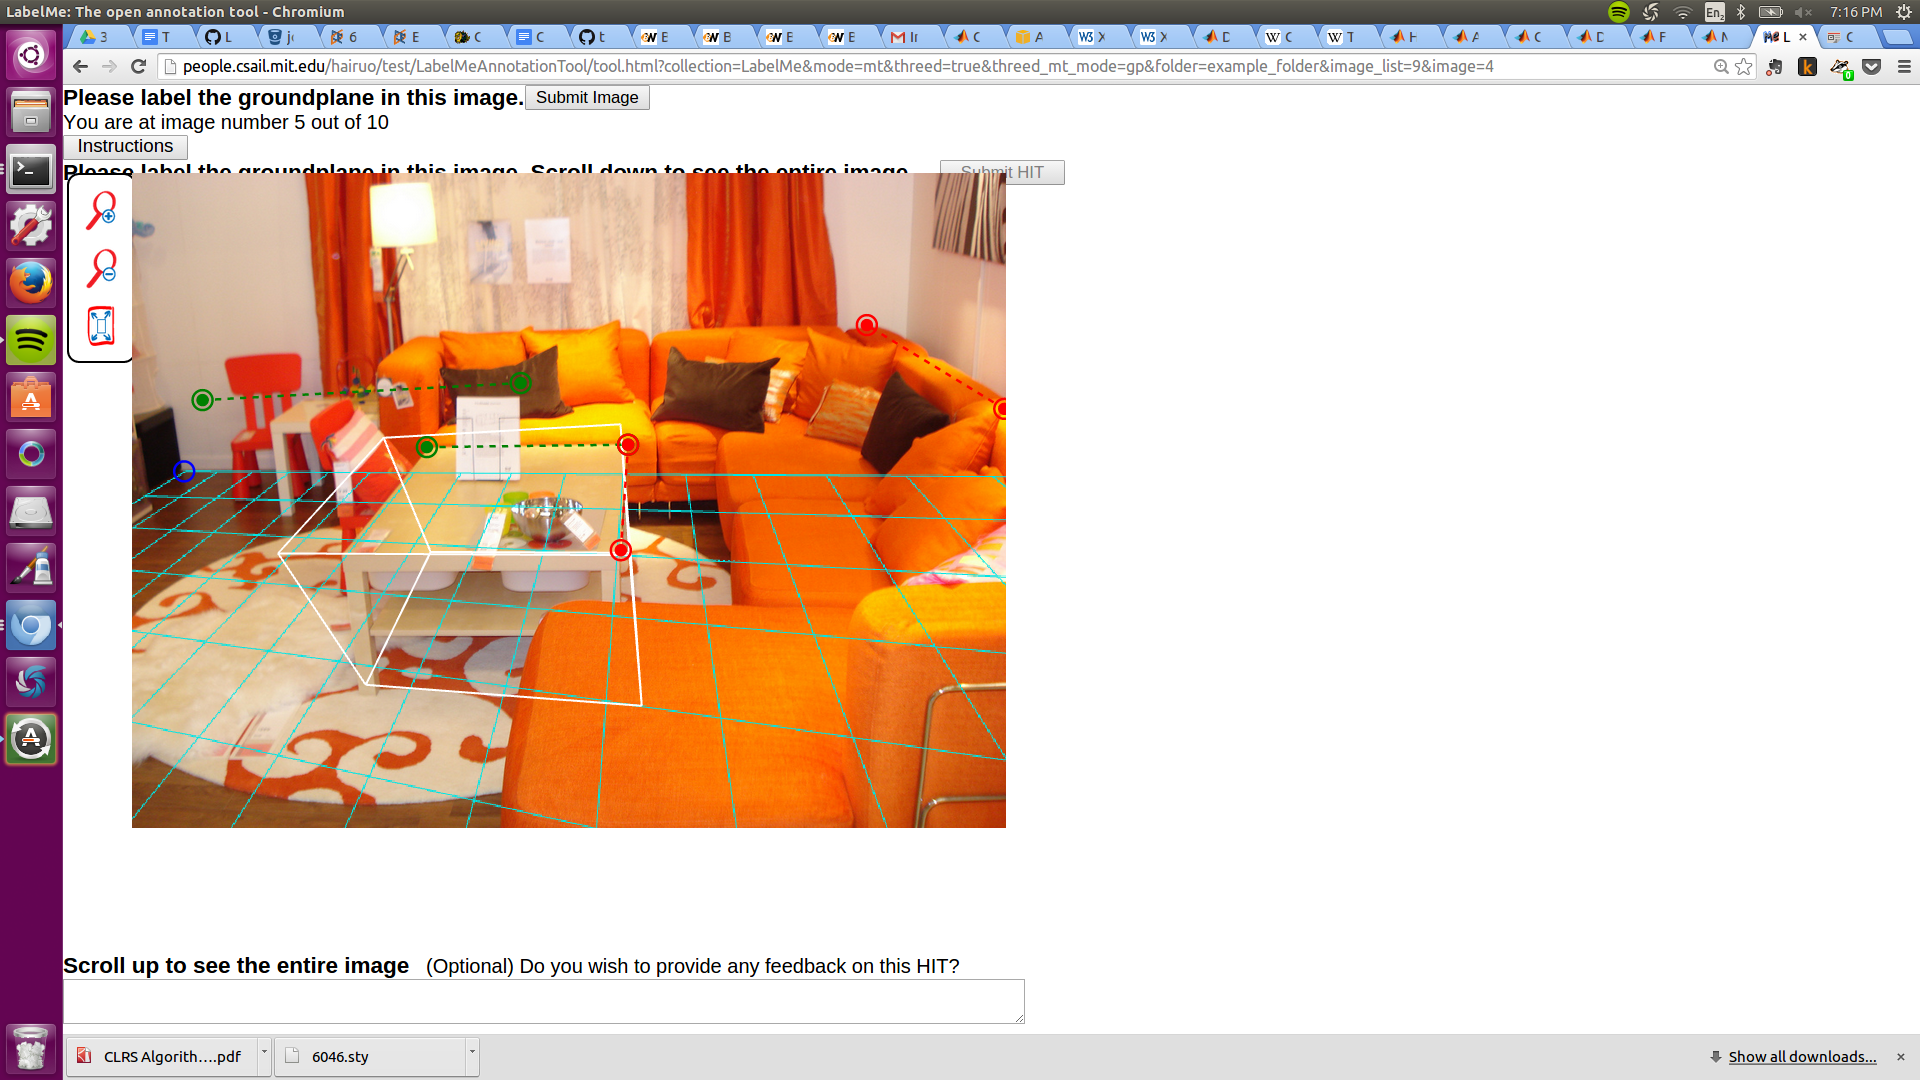 LabelMe: The open annotation tool - Chromium
En₂ 7:16 PM
3 T L j 6 E C C t E B E E Ir C A X X D C T H A C D F N L × C
people.csail.mit.edu/hairuo/test/LabelMeAnnotationTool/tool.html?collection=LabelMe&mode=mt&threed=true&threed_mt_mode=gp&folder=example_folder&image_list=9&image=4
Please label the groundplane in this image. Submit Image
You are at image number 5 out of 10
Instructions
Please label the groundplane in this image. Scroll down to see the entire image Submit HIT
Scroll up to see the entire image (Optional) Do you wish to provide any feedback on this HIT?
CLRS Algorith....pdf 6046.sty Show all downloads...